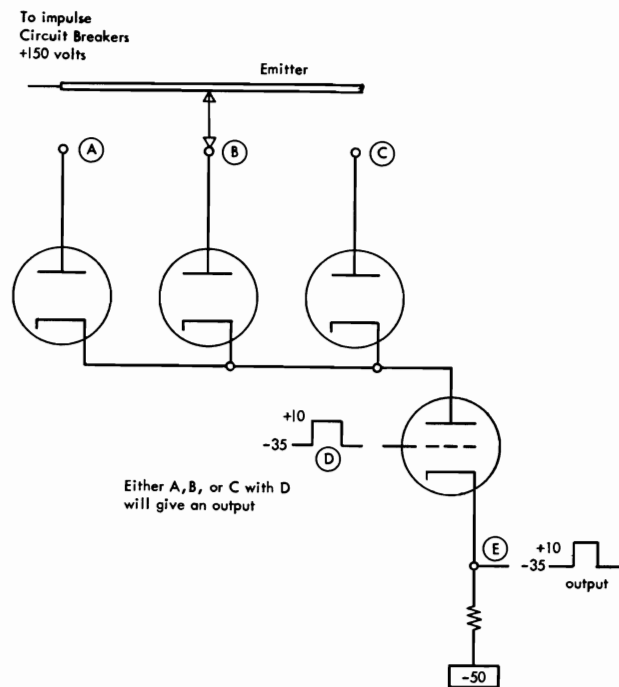 To impulse
Circuit Breakers
+150 volts
Emitter
A
B
C
+10
-35
D
Either A, B, or C with D
will give an output
E
+10
-35
output
-50